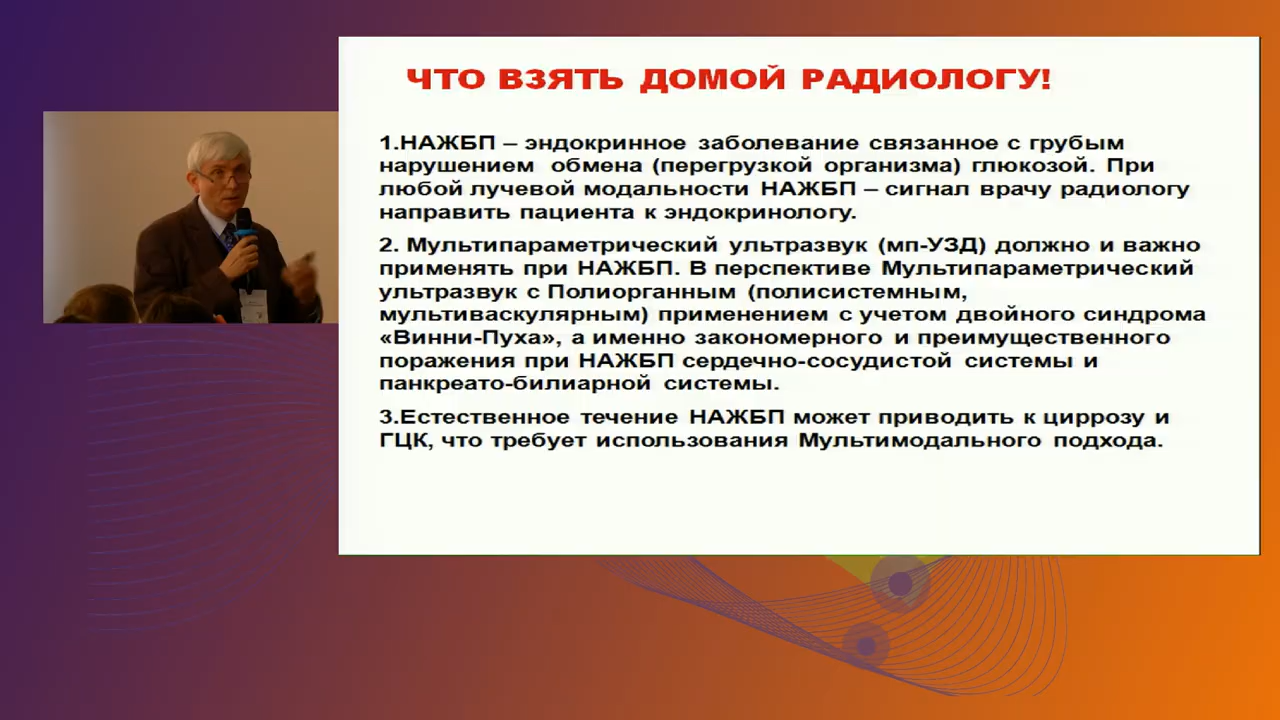 ЧТО ВЗЯТЬ ДОМОЙ РАДИОЛОГУ!
1.НАЖБП – эндокринное заболевание связанное с грубым
нарушением обмена (перегрузкой организма) глюкозой. При
любой лучевой модальности НАЖБП – сигнал врачу радиологу
направить пациента к эндокринологу.
2. Мультипараметрический ультразвук (мп-УЗД) должно и важно
применять при НАЖБП. В перспективе Мультипараметрический
ультразвук с Полиорганным (полисистемным,
мультиваскулярным) применением с учетом двойного синдрома
«Винни-Пуха», а именно закономерного и преимущественного
поражения при НАЖБП сердечно-сосудистой системы и
панкреато-билиарной системы.
3.Естественное течение НАЖБП может приводить к циррозу и
ГЦК, что требует использования Мультимодального подхода.